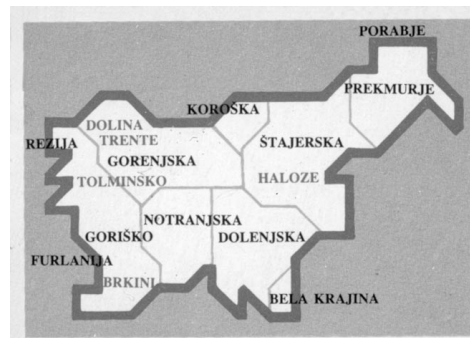 PORABJE
PREKMURJE
KOROŠKA
DOLINA
TRENTE
REZIJA
ŠTAJERSKA
GORENJSKA
TOLMINSKO
HALOZE
NOTRANJSKA
GORIŠKO
DOLENJSKA
FURLANIJA
BRKINI
BELA KRAJINA